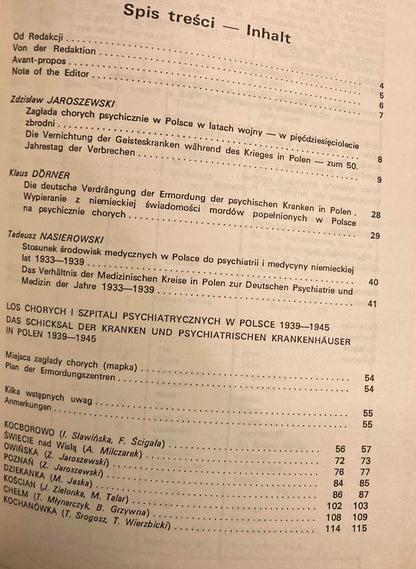 Spis treści — Inhalt
Od Redakcji . . . 4
Von der Redaktion . . . 5
Avant-propos . . . 6
Note of the Editor . . . 7
Zdzisław JAROSZEWSKI
Zagłada chorych psychicznie w Polsce w latach wojny — w pięćdziesięciolecie
zbrodni . . . 8
Die Vernichtung der Geisteskranken während des Krieges in Polen — zum 50.
Jahrestag der Verbrechen . . . 9
Klaus DÖRNER
Die deutsche Verdrängung der Ermordung der psychischen Kranken in Polen . 28
Wypieranie z niemieckiej świadomości mordów popełnionych w Polsce
na psychicznie chorych . . . 29
Tadeusz NASIEROWSKI
Stosunek środowisk medycznych w Polsce do psychiatrii i medycyny niemieckiej
lat 1933—1939 . . . 40
Das Verhältnis der Medizinischen Kreise in Polen zur Deutschen Psychiatrie und
Medizin der Jahre 1933—1939 . . . 41
LOS CHORYCH I SZPITALI PSYCHIATRYCZNYCH W POLSCE 1939—1945
DAS SCHICKSAL DER KRANKEN UND PSYCHIATRISCHEN KRANKENHÄUSER
IN POLEN 1939—1945
Miejsca zagłady chorych (mapka) . . . 54
Plan der Ermordungszentren . . . 54
Kilka wstępnych uwag . . . 55
Anmerkungen . . . 55
KOCBOROWO (I. Sławińska, F. Ścigała) . . . 56 57
ŚWIECIE nad Wisłą (A. Milczarek) . . . 72 73
OWIŃSKA (Z. Jaroszewski) . . . 76 77
POZNAŃ (Z. Jaroszewski) . . . 84 85
DZIEKANKA (M. Jaska) . . . 86 87
KOŚCIAN (J. Zielonka, M. Talar) . . . 102 103
CHEŁM (T. Młynarczyk, B. Grzywna) . . . 108 109
KOCHANÓWKA (T. Srogosz, T. Wierzbicki) . . . 114 115